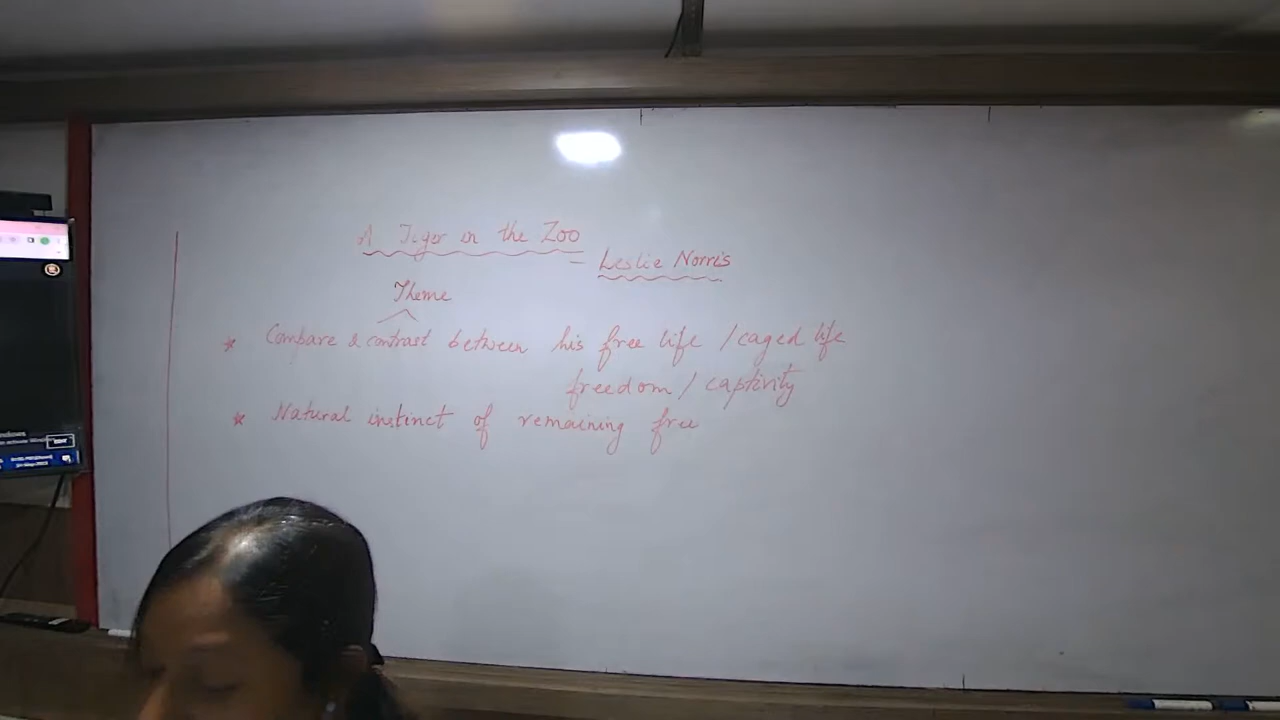 A Tiger in the Zoo
- Leslie Norris
Theme
* Compare & contrast between his free life / caged life
freedom / captivity
* Natural instinct of remaining free